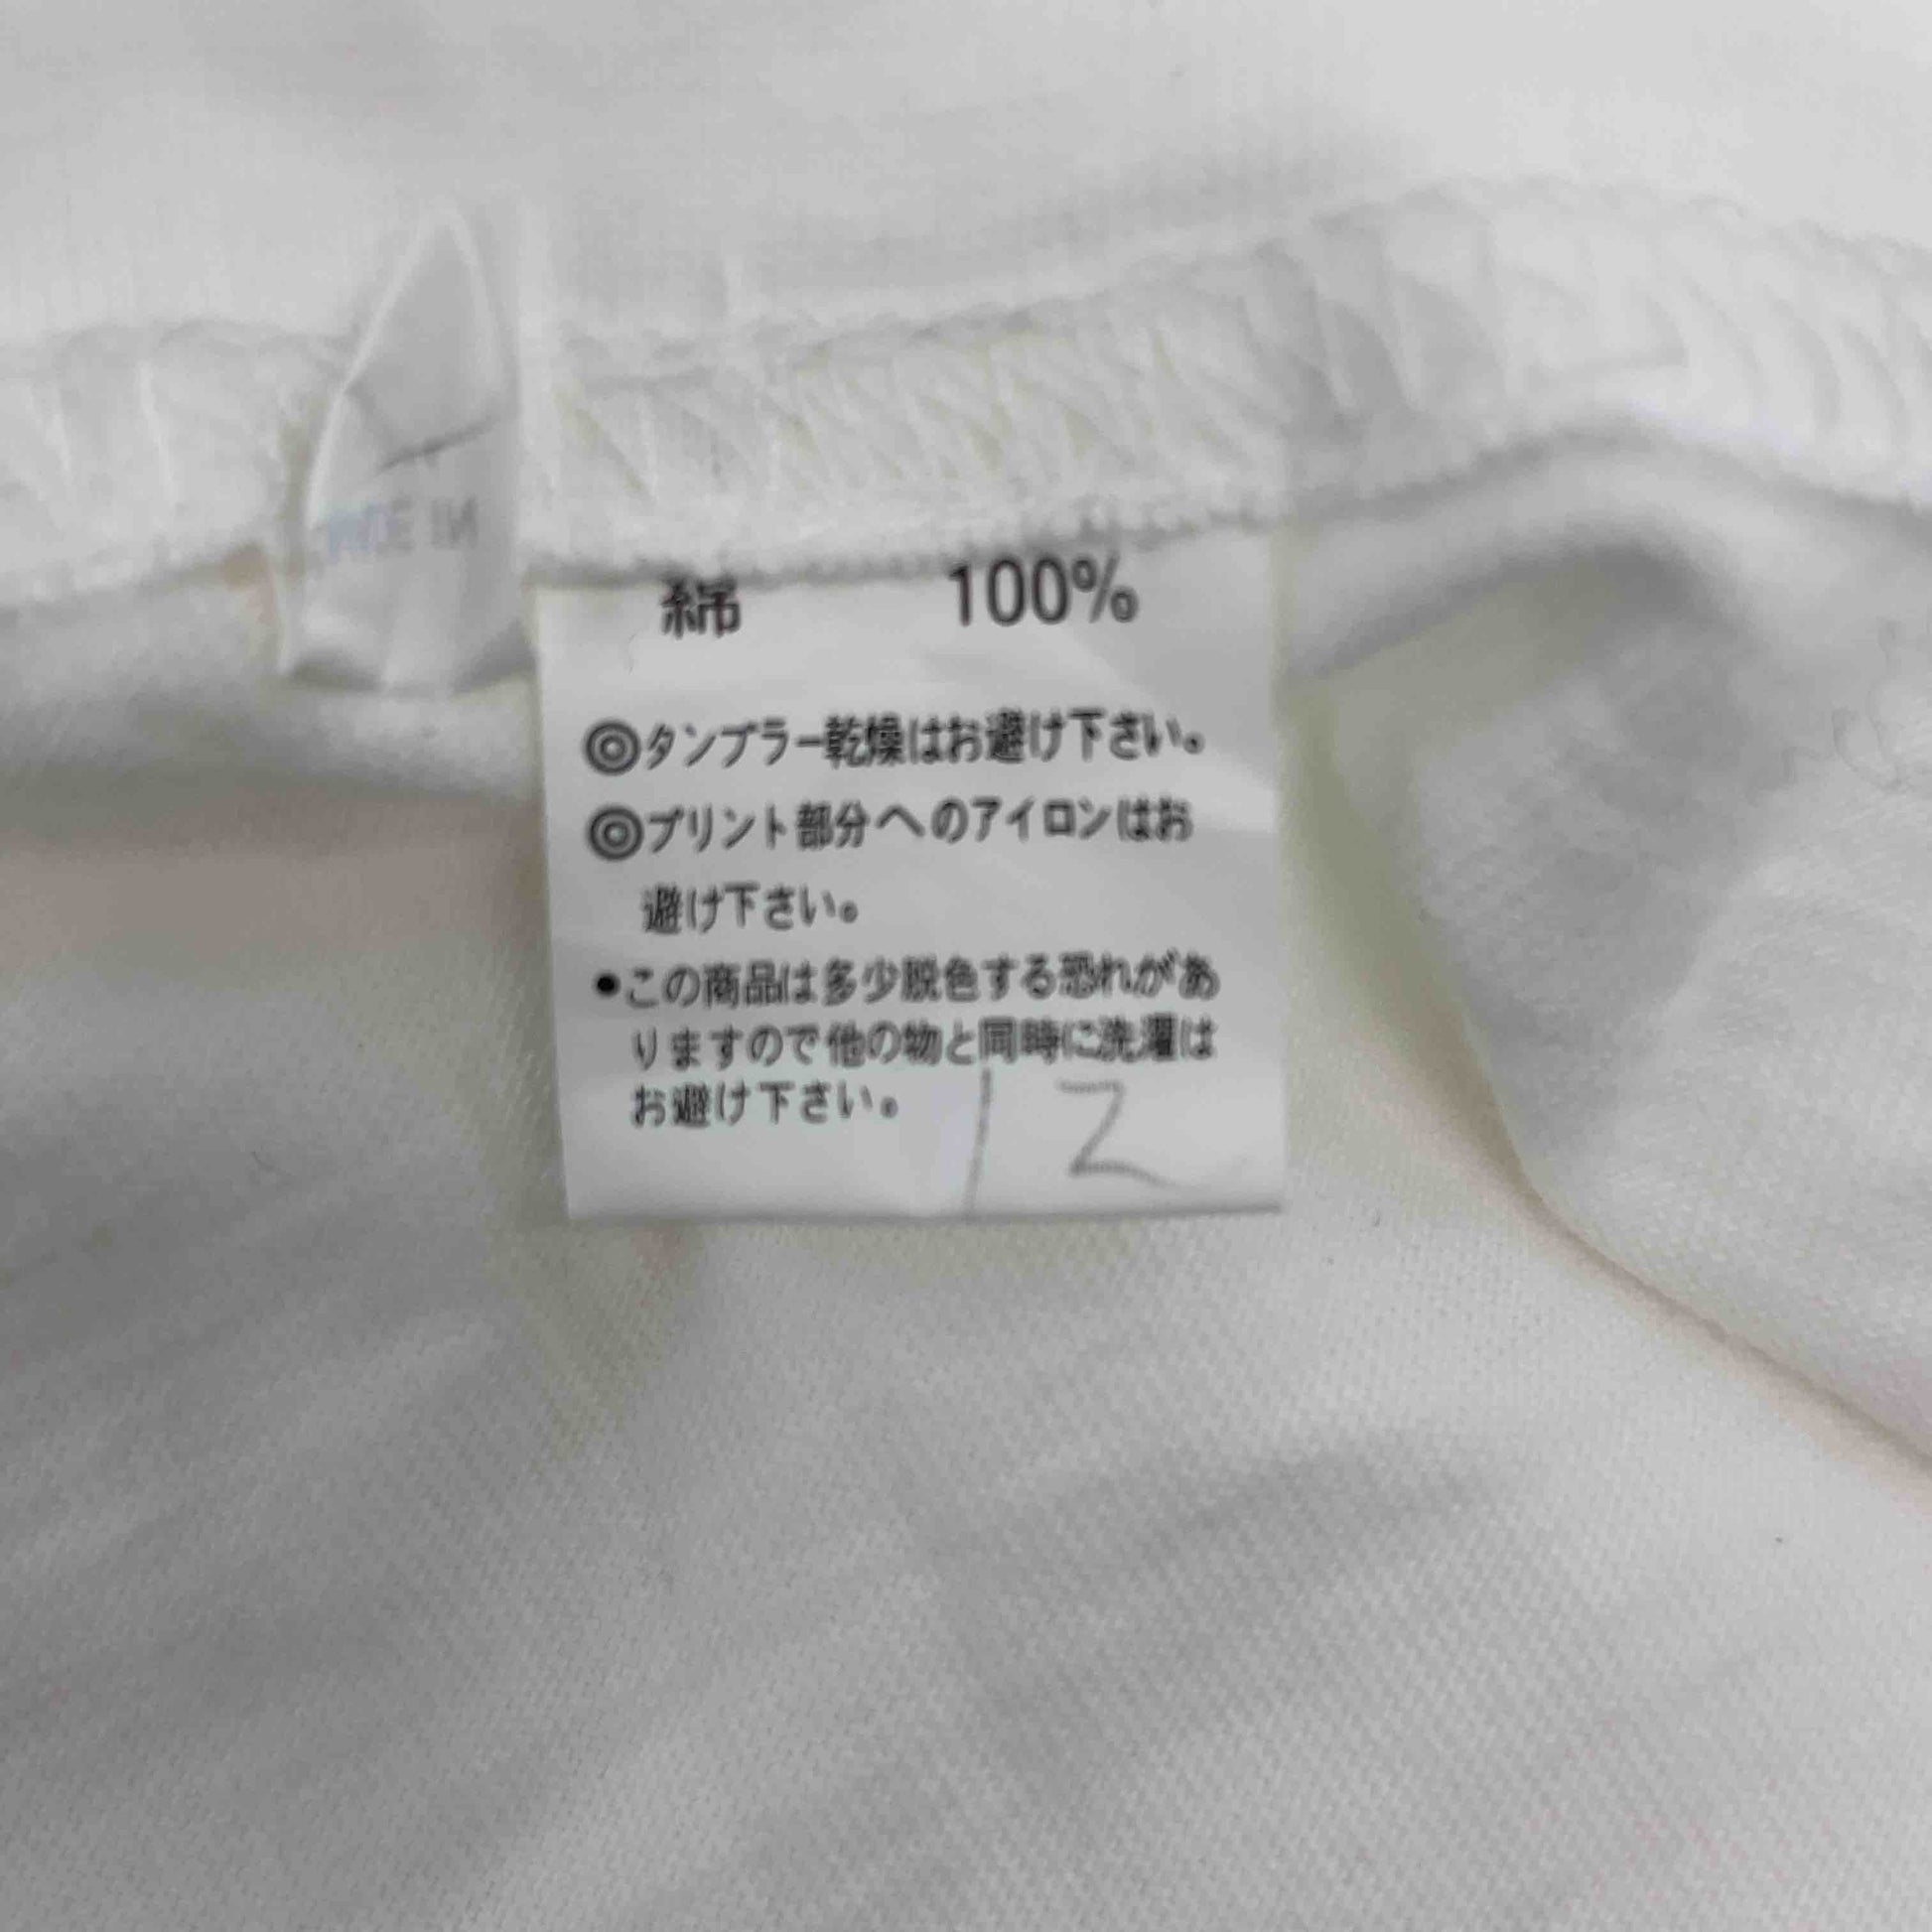 綿 100%
◎タンブラー乾燥はお避け下さい。
◎プリント部分へのアイロンはお
避け下さい。
•この商品は多少脱色する恐れがあ
りますので他の物と同時に洗濯は
お避け下さい。
12